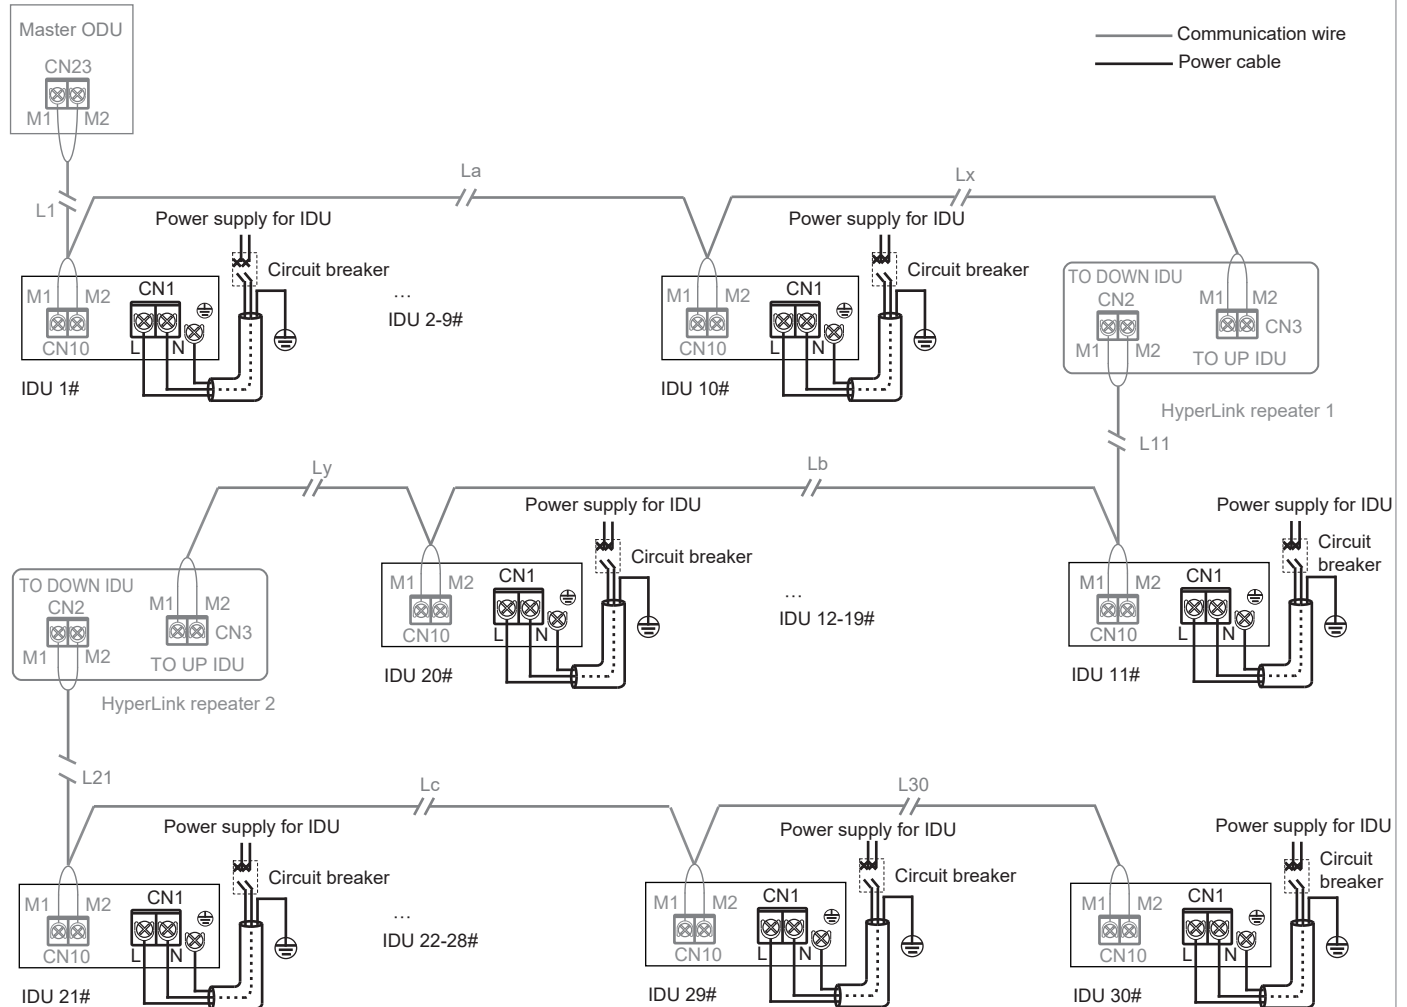 Master ODU
CN23
M1 M2
Communication wire
Power cable
L1
La
Lx
Power supply for IDU
Circuit breaker
M1 M2
CN10
CN1
L N
IDU 1#
...
IDU 2-9#
Power supply for IDU
Circuit breaker
M1 M2
CN10
CN1
L N
IDU 10#
TO DOWN IDU
CN2
M1 M2
M1 M2
CN3
TO UP IDU
HyperLink repeater 1
L11
Ly
Lb
TO DOWN IDU
CN2
M1 M2
M1 M2
CN3
TO UP IDU
HyperLink repeater 2
Power supply for IDU
Circuit breaker
M1 M2
CN10
CN1
L N
IDU 20#
...
IDU 12-19#
Power supply for IDU
Circuit
breaker
M1 M2
CN10
CN1
L N
IDU 11#
L21
Lc
L30
Power supply for IDU
Circuit breaker
M1 M2
CN10
CN1
L N
IDU 21#
...
IDU 22-28#
Power supply for IDU
Circuit breaker
M1 M2
CN10
CN1
L N
IDU 29#
Power supply for IDU
Circuit
breaker
M1 M2
CN10
CN1
L N
IDU 30#